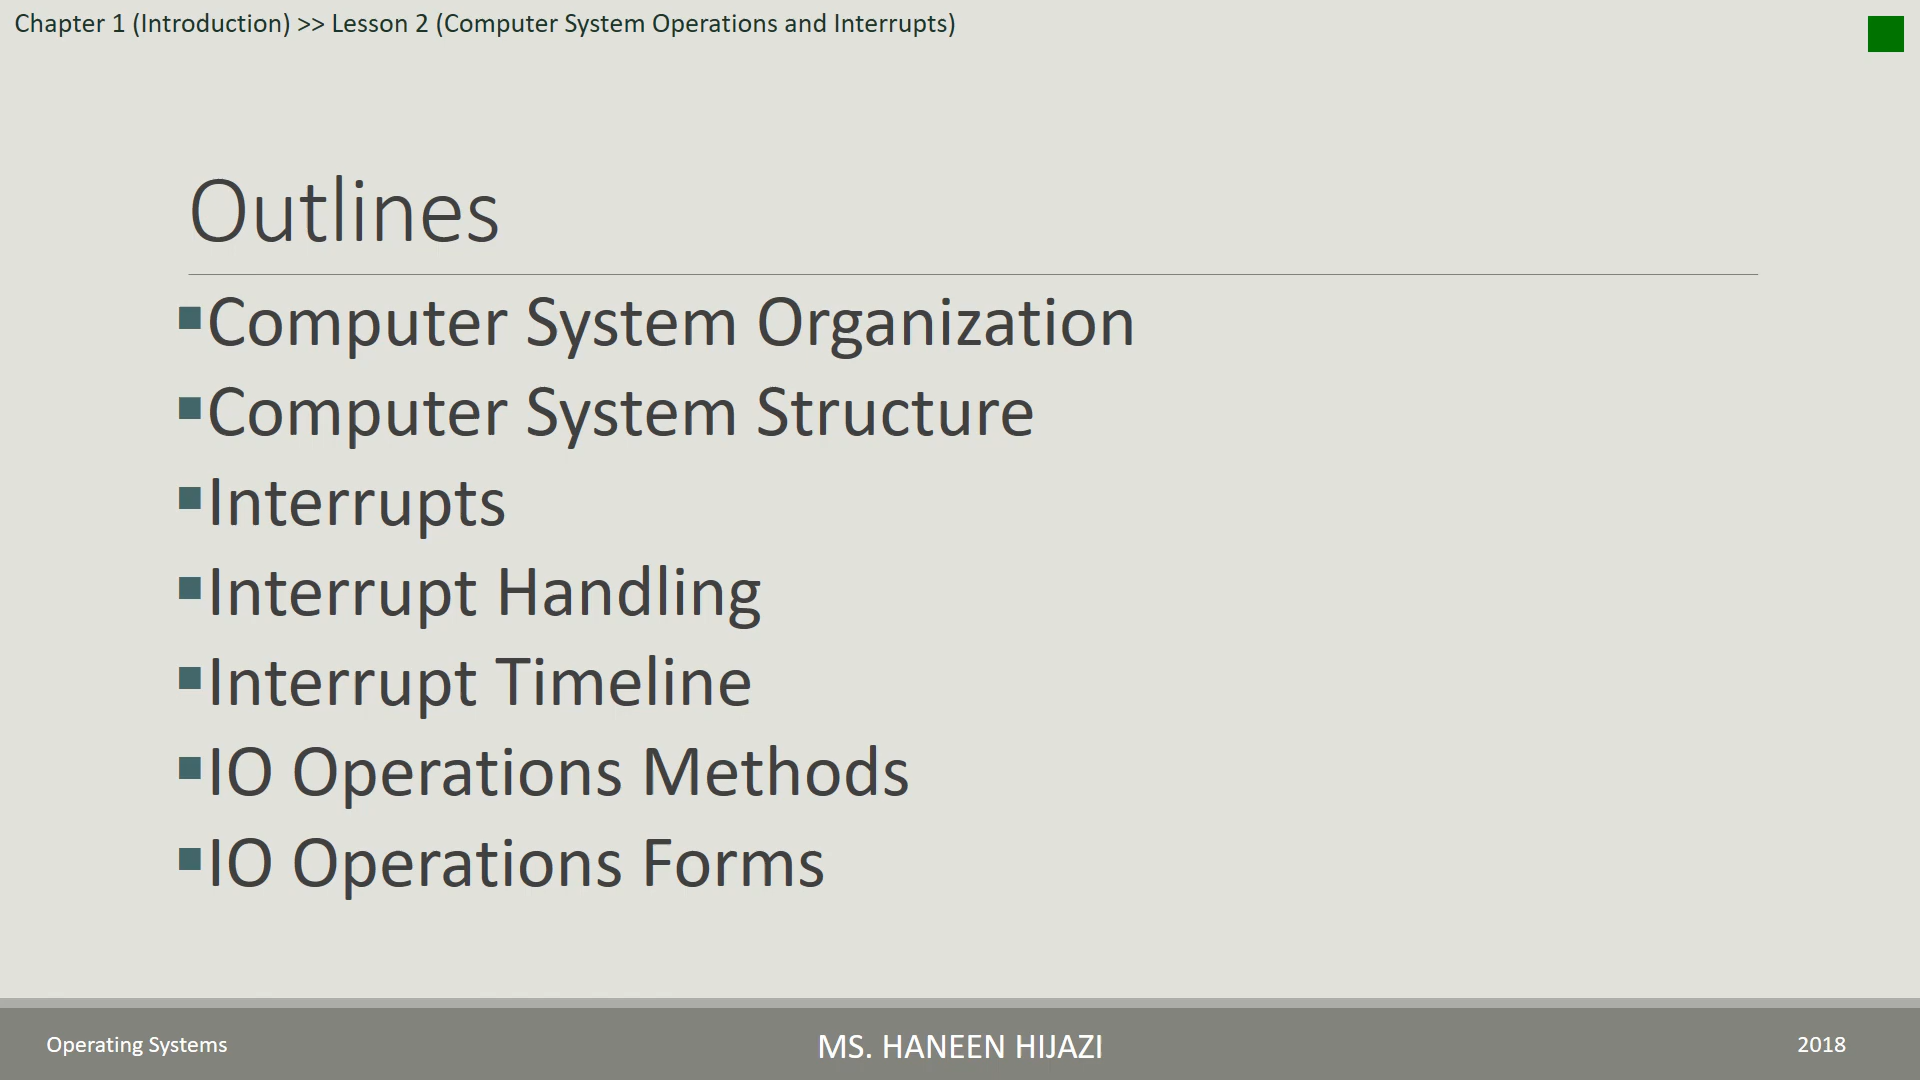 Chapter 1 (Introduction) >> Lesson 2 (Computer System Operations and Interrupts)
Outlines
▪Computer System Organization
▪Computer System Structure
▪Interrupts
▪Interrupt Handling
▪Interrupt Timeline
▪IO Operations Methods
▪IO Operations Forms
Operating Systems
MS. HANEEN HIJAZI
2018